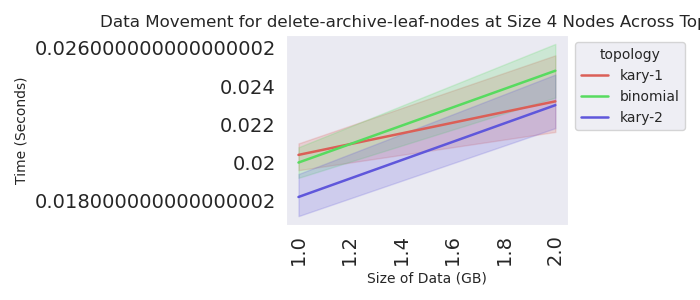 Data Movement for delete-archive-leaf-nodes at Size 4 Nodes Across
topology
kary-1
binomial
kary-2
Time (Seconds)
0.026000000000000002
0.024
0.022
0.02
0.018000000000000002
1.0
1.2
1.4
1.6
1.8
2.0
Size of Data (GB)